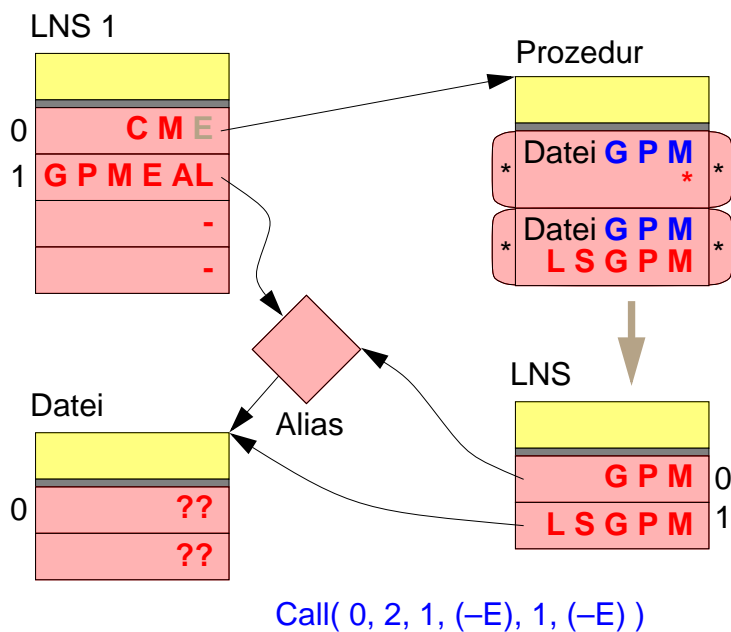 LNS 1
Prozedur
0
C M E
1
G P M E AL
-
-
Datei G P M
*
* *
Datei G P M
* *
L S G P M
Alias
Datei
LNS
0
??
??
G P M 0
L S G P M 1
Call( 0, 2, 1, (–E), 1, (–E) )